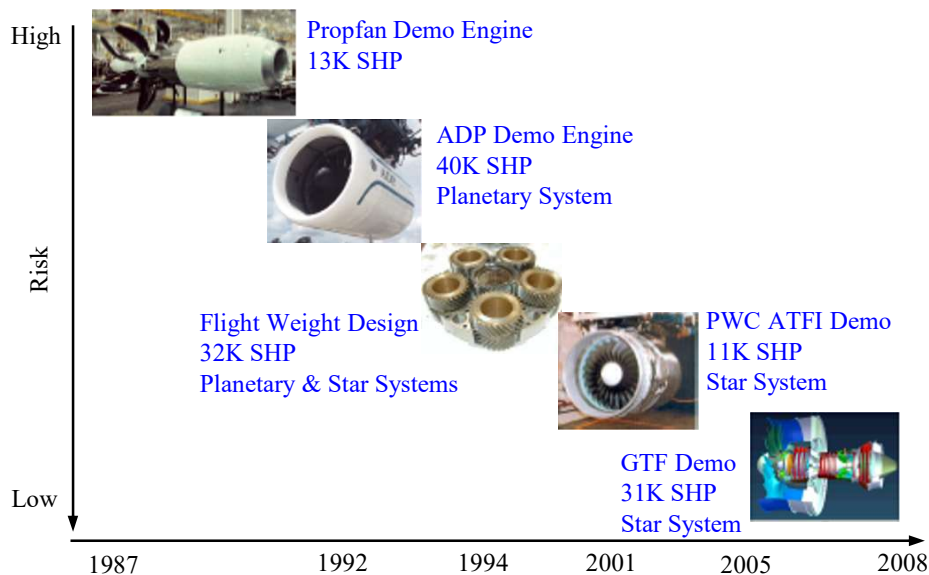 High
Propfan Demo Engine
13K SHP
ADP Demo Engine
40K SHP
Planetary System
Risk
Flight Weight Design
32K SHP
Planetary & Star Systems
PWC ATFI Demo
11K SHP
Star System
GTF Demo
31K SHP
Star System
Low
1987
1992
1994
2001
2005
2008